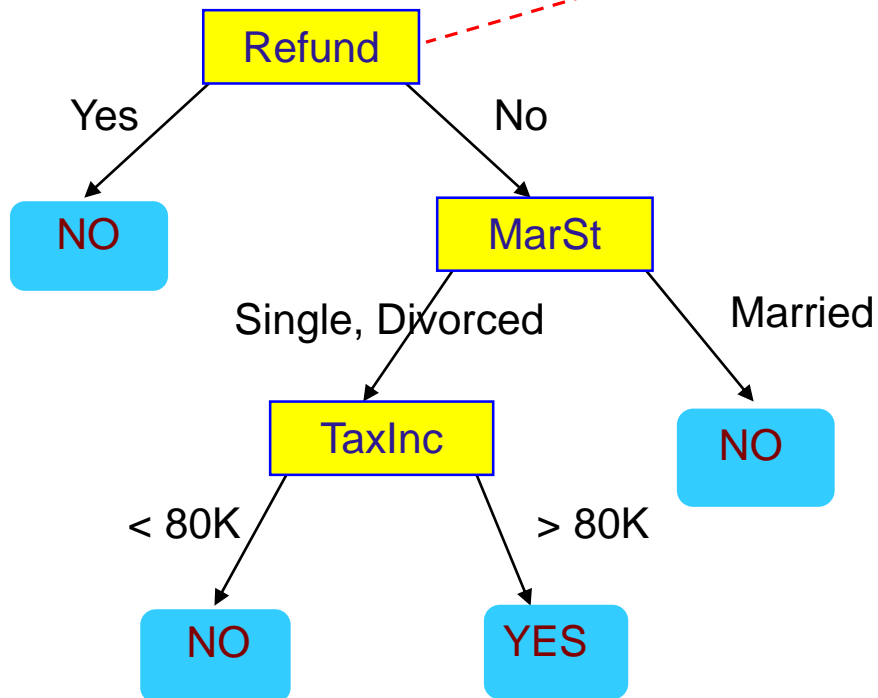 Refund
Yes
No
NO
MarSt
Single, Divorced
Married
TaxInc
NO
< 80K
> 80K
NO
YES